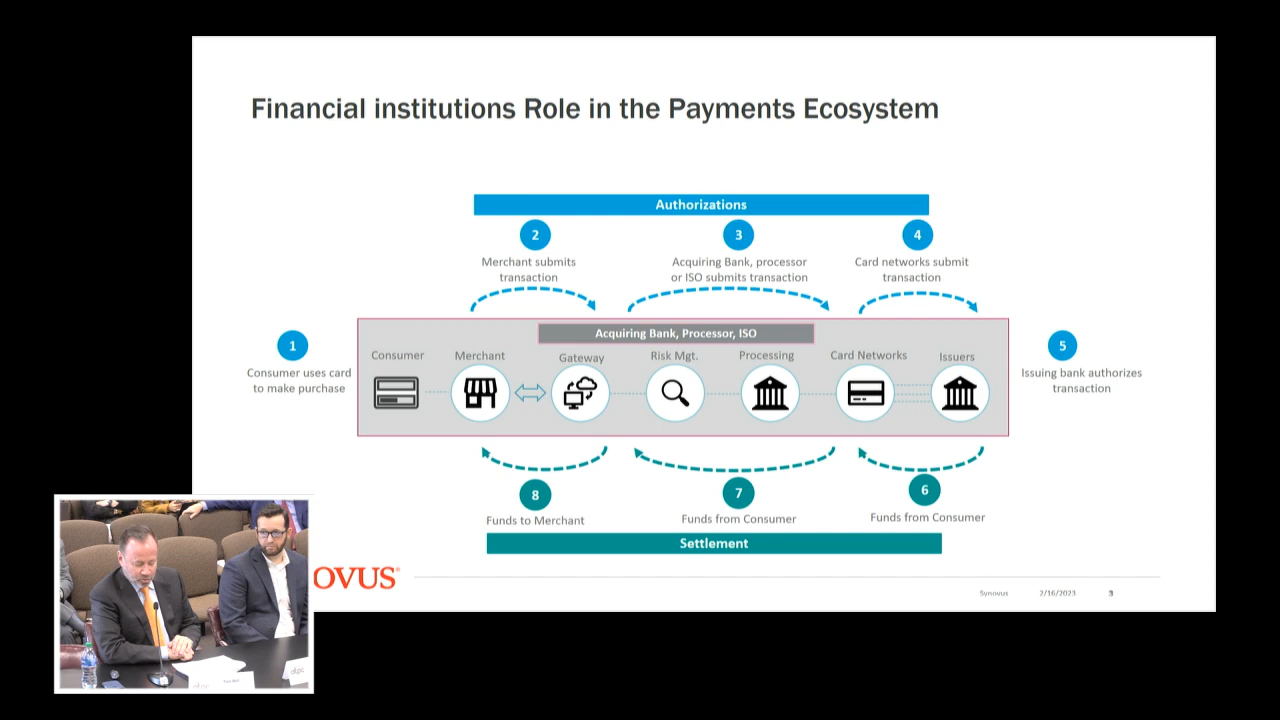 Financial institutions Role in the Payments Ecosystem
Authorizations
2
3
4
Merchant submits
transaction
Acquiring Bank, processor
or ISO submits transaction
Card networks submit
transaction
Acquiring Bank, Processor, ISO
1
Consumer uses card
to make purchase
Consumer
Merchant
Gateway
Risk Mgt.
Processing
Card Networks
Issuers
5
Issuing bank authorizes
transaction
8
7
6
Funds to Merchant
Funds from Consumer
Funds from Consumer
Settlement
OVUS
Synovus
2/16/2023
3